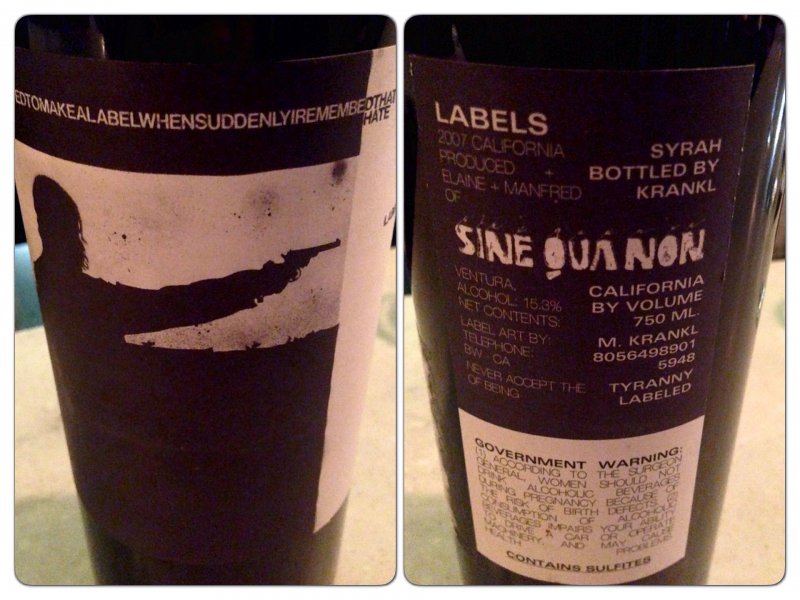 EDTOMAKEALABELWHENSUDDENLYIREMEMBEDTHAT
HATE
LABELS
2007 CALIFORNIA SYRAH
PRODUCED + BOTTLED BY
ELAINE + MANFRED KRANKL
OF
SINE QUA NON
VENTURA, CALIFORNIA
ALCOHOL: 15.3% BY VOLUME
NET CONTENTS: 750 ML.
LABEL ART BY: M. KRANKL
TELEPHONE: 8056498901
BW CA 5948
NEVER ACCEPT THE TYRANNY
OF BEING LABELED
GOVERNMENT WARNING:
(1) ACCORDING TO THE SURGEON
GENERAL, WOMEN SHOULD NOT
DRINK ALCOHOLIC BEVERAGES
DURING PREGNANCY BECAUSE OF
THE RISK OF BIRTH DEFECTS. (2)
CONSUMPTION OF ALCOHOLIC
BEVERAGES IMPAIRS YOUR ABILITY
TO DRIVE A CAR OR OPERATE
MACHINERY, AND MAY CAUSE
HEALTH PROBLEMS.
CONTAINS SULFITES